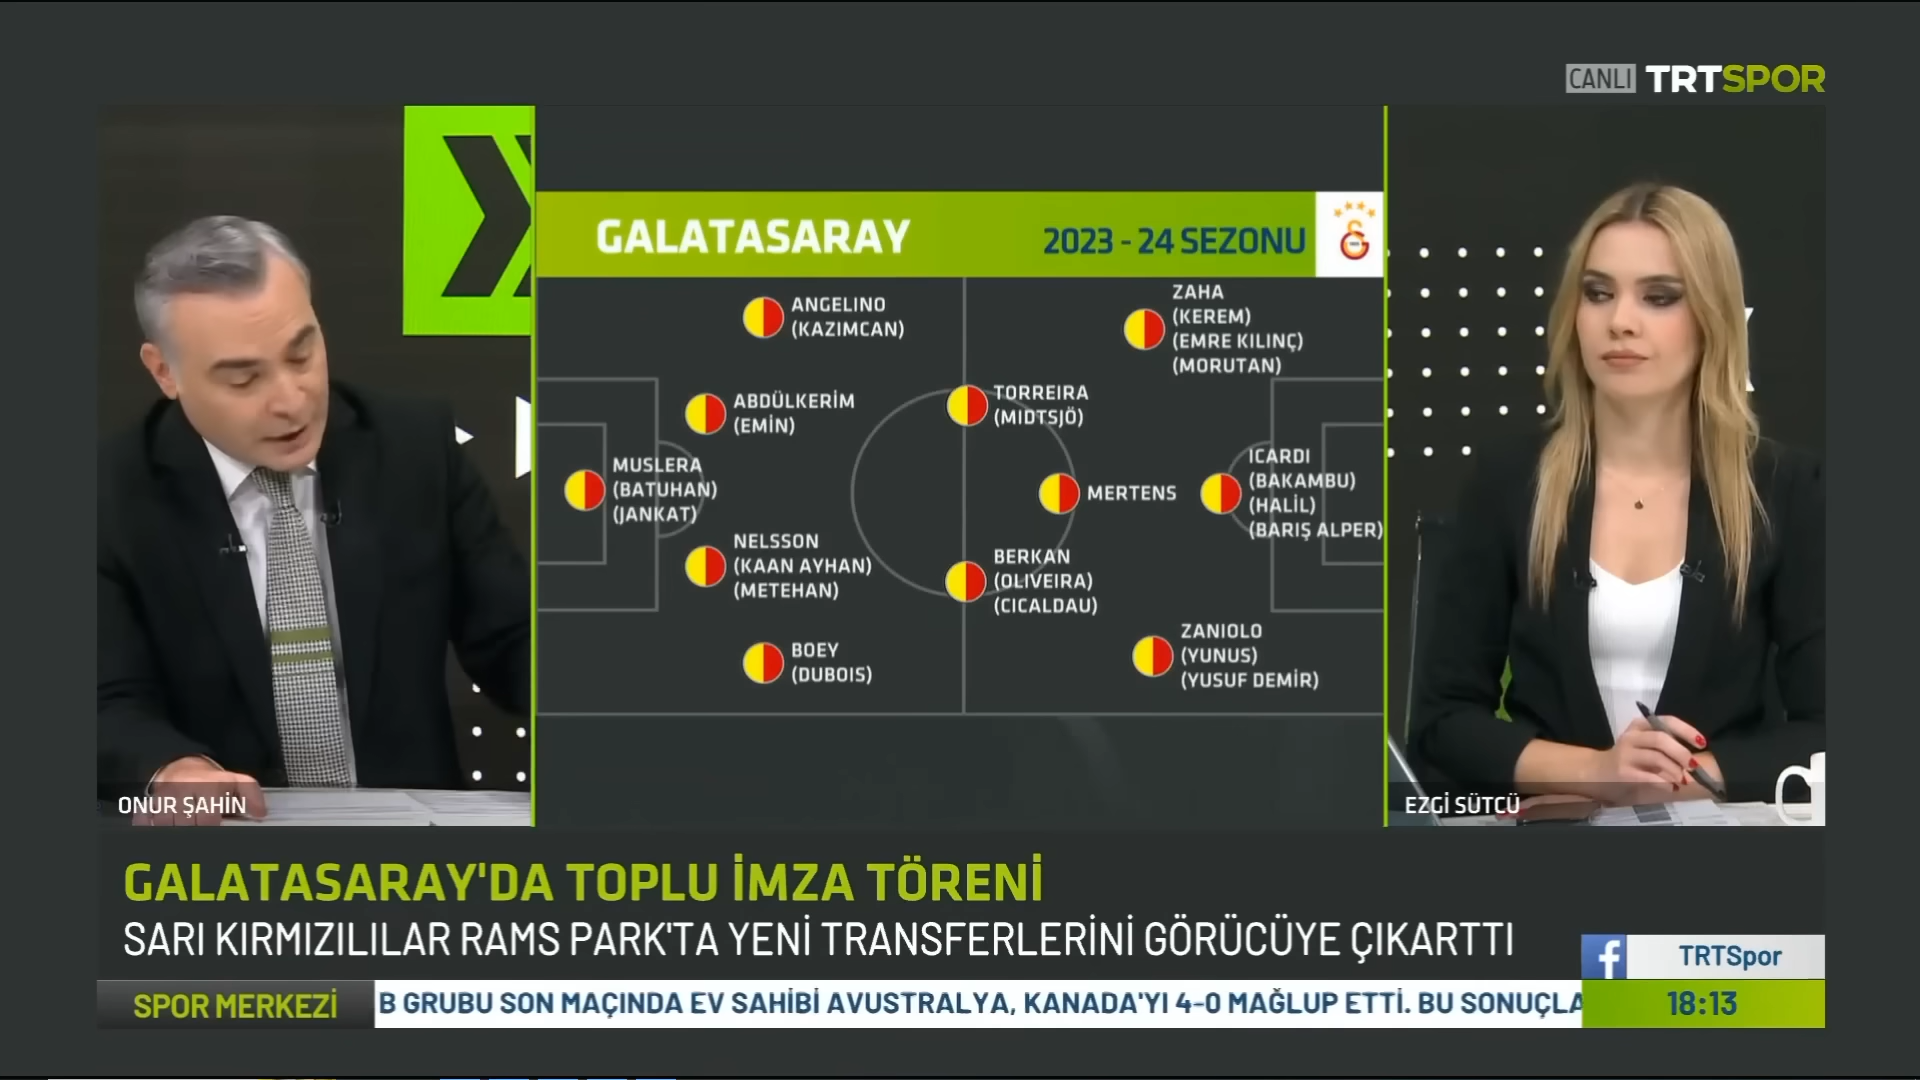 CANLI TRTSPOR
GALATASARAY
2023 - 24 SEZONU
ANGELINO
(KAZIMCAN)
ABDÜLKERİM
(EMİN)
MUSLERA
(BATUHAN)
(JANKAT)
NELSSON
(KAAN AYHAN)
(METEHAN)
BOEY
(DUBOIS)
TORREIRA
(MIDTSJÖ)
MERTENS
BERKAN
(OLIVEIRA)
(CICALDAU)
ZAHA
(KEREM)
(EMRE KILINÇ)
(MORUTAN)
ICARDI
(BAKAMBU)
(HALİL)
(BARIŞ ALPER)
ZANIOLO
(YUNUS)
(YUSUF DEMİR)
ONUR ŞAHİN
EZGİ SÜTCÜ
GALATASARAY'DA TOPLU İMZA TÖRENİ
SARI KIRMIZILILAR RAMS PARK'TA YENİ TRANSFERLERİNİ GÖRÜCÜYE ÇIKARTTI
f TRTSpor
SPOR MERKEZİ
B GRUBU SON MAÇINDA EV SAHİBİ AVUSTRALYA, KANADA'YI 4-0 MAĞLUP ETTİ. BU SONUÇLA
18:13